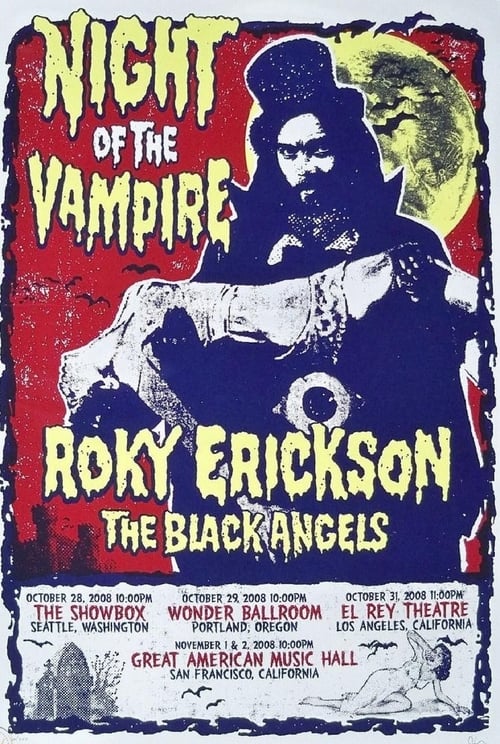 NIGHT
OF THE
VAMPIRE
ROKY ERICKSON
THE BLACK ANGELS
OCTOBER 28, 2008 10:00PM
THE SHOWBOX
SEATTLE, WASHINGTON
OCTOBER 29, 2008 10:00PM
WONDER BALLROOM
PORTLAND, OREGON
OCTOBER 31, 2008 11:00PM
EL REY THEATRE
LOS ANGELES, CALIFORNIA
NOVEMBER 1 & 2, 2008 10:00PM
GREAT AMERICAN MUSIC HALL
SAN FRANCISCO, CALIFORNIA